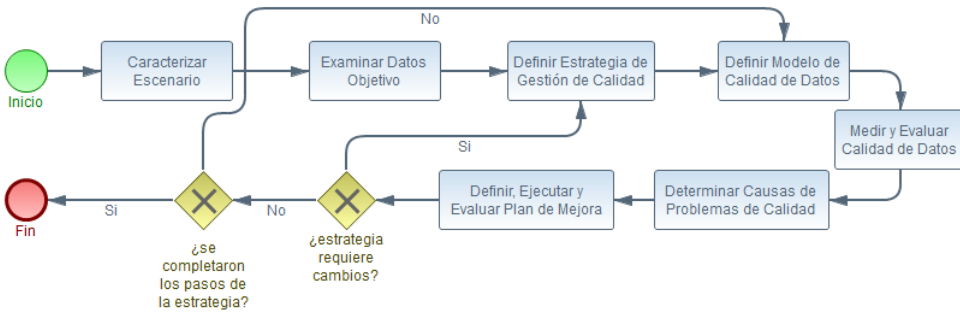 No
Caracterizar
Escenario
Examinar Datos
Objetivo
Definir Estrategia de
Gestión de Calidad
Definir Modelo de
Calidad de Datos
Inicio
Medir y Evaluar
Calidad de Datos
Si
Definir, Ejecutar y
Evaluar Plan de Mejora
Determinar Causas de
Problemas de Calidad
Si
No
Fin
¿se
completaron
los pasos de
la estrategia?
¿estrategia
requiere
cambios?